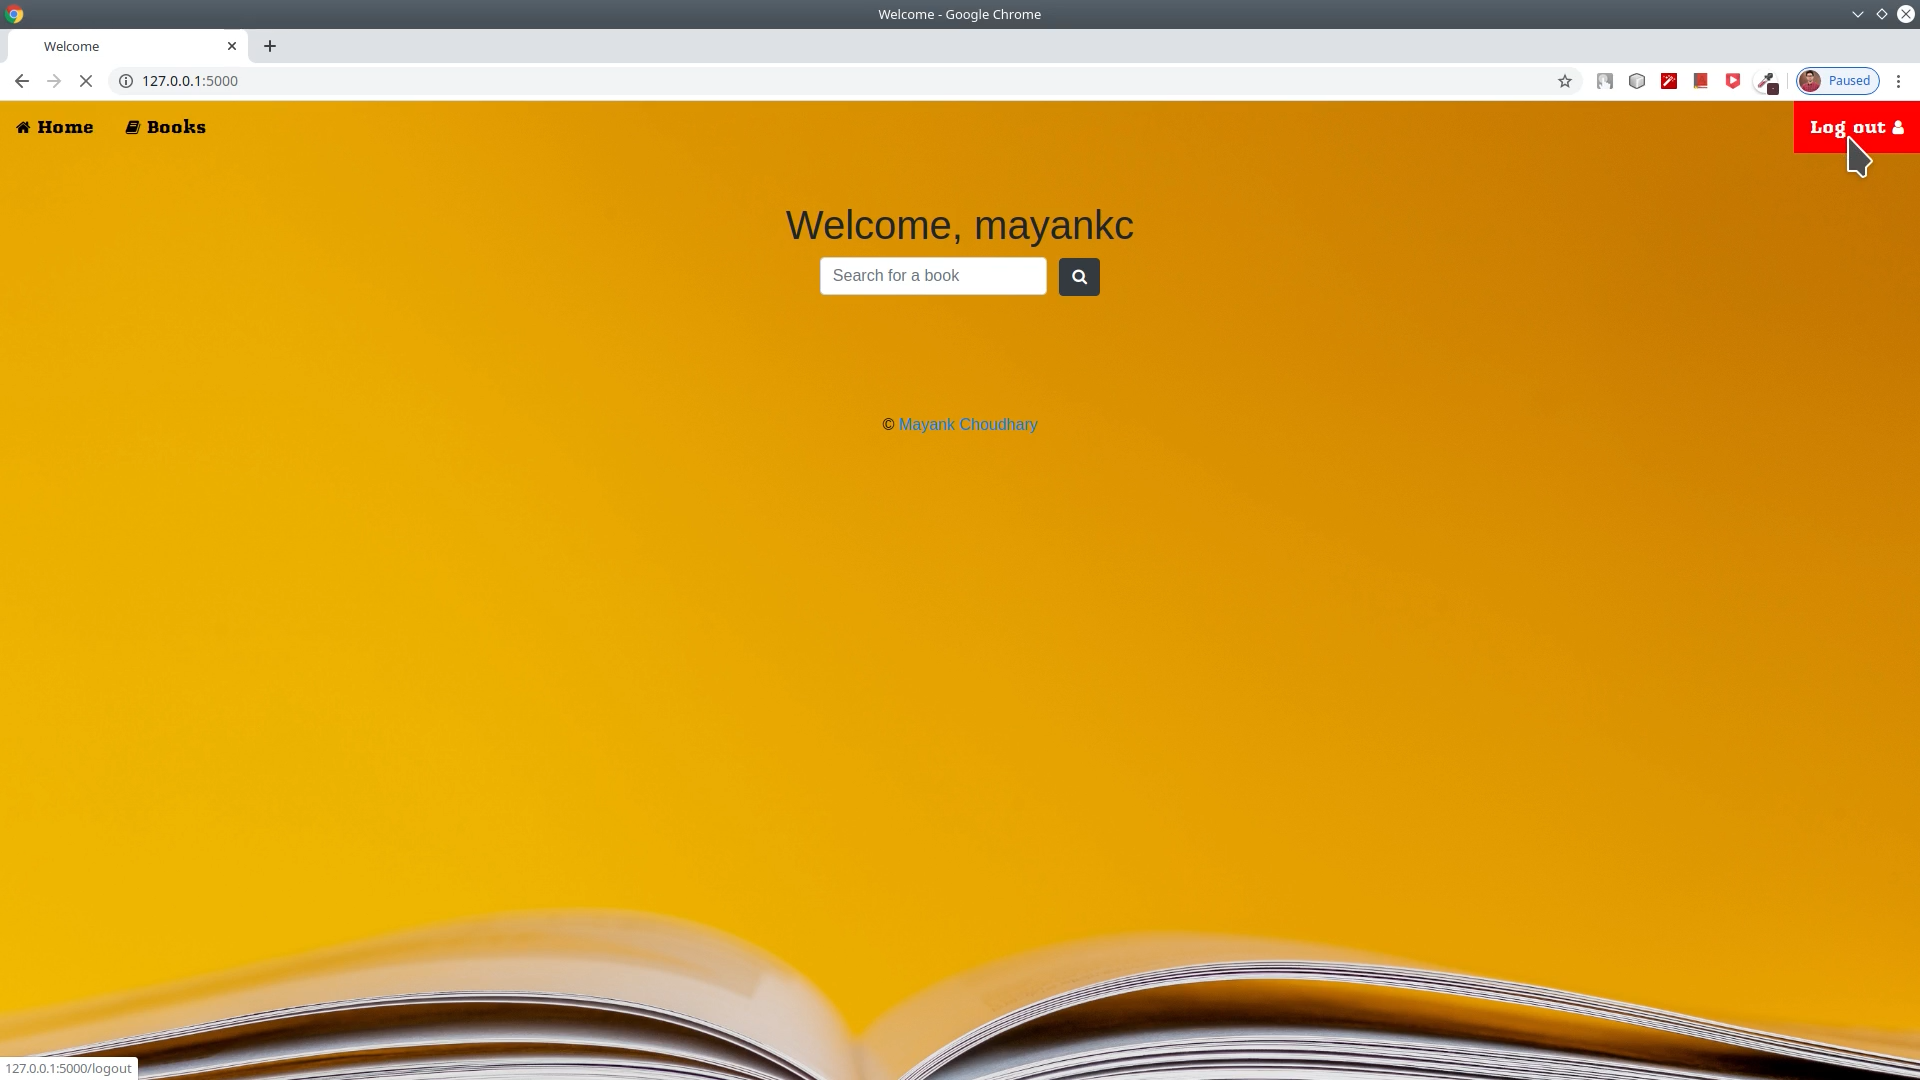 Welcome - Google Chrome
Welcome
127.0.0.1:5000
Paused
Home
Books
Log out
Welcome, mayankc
Search for a book
© Mayank Choudhary
127.0.0.1:5000/logout